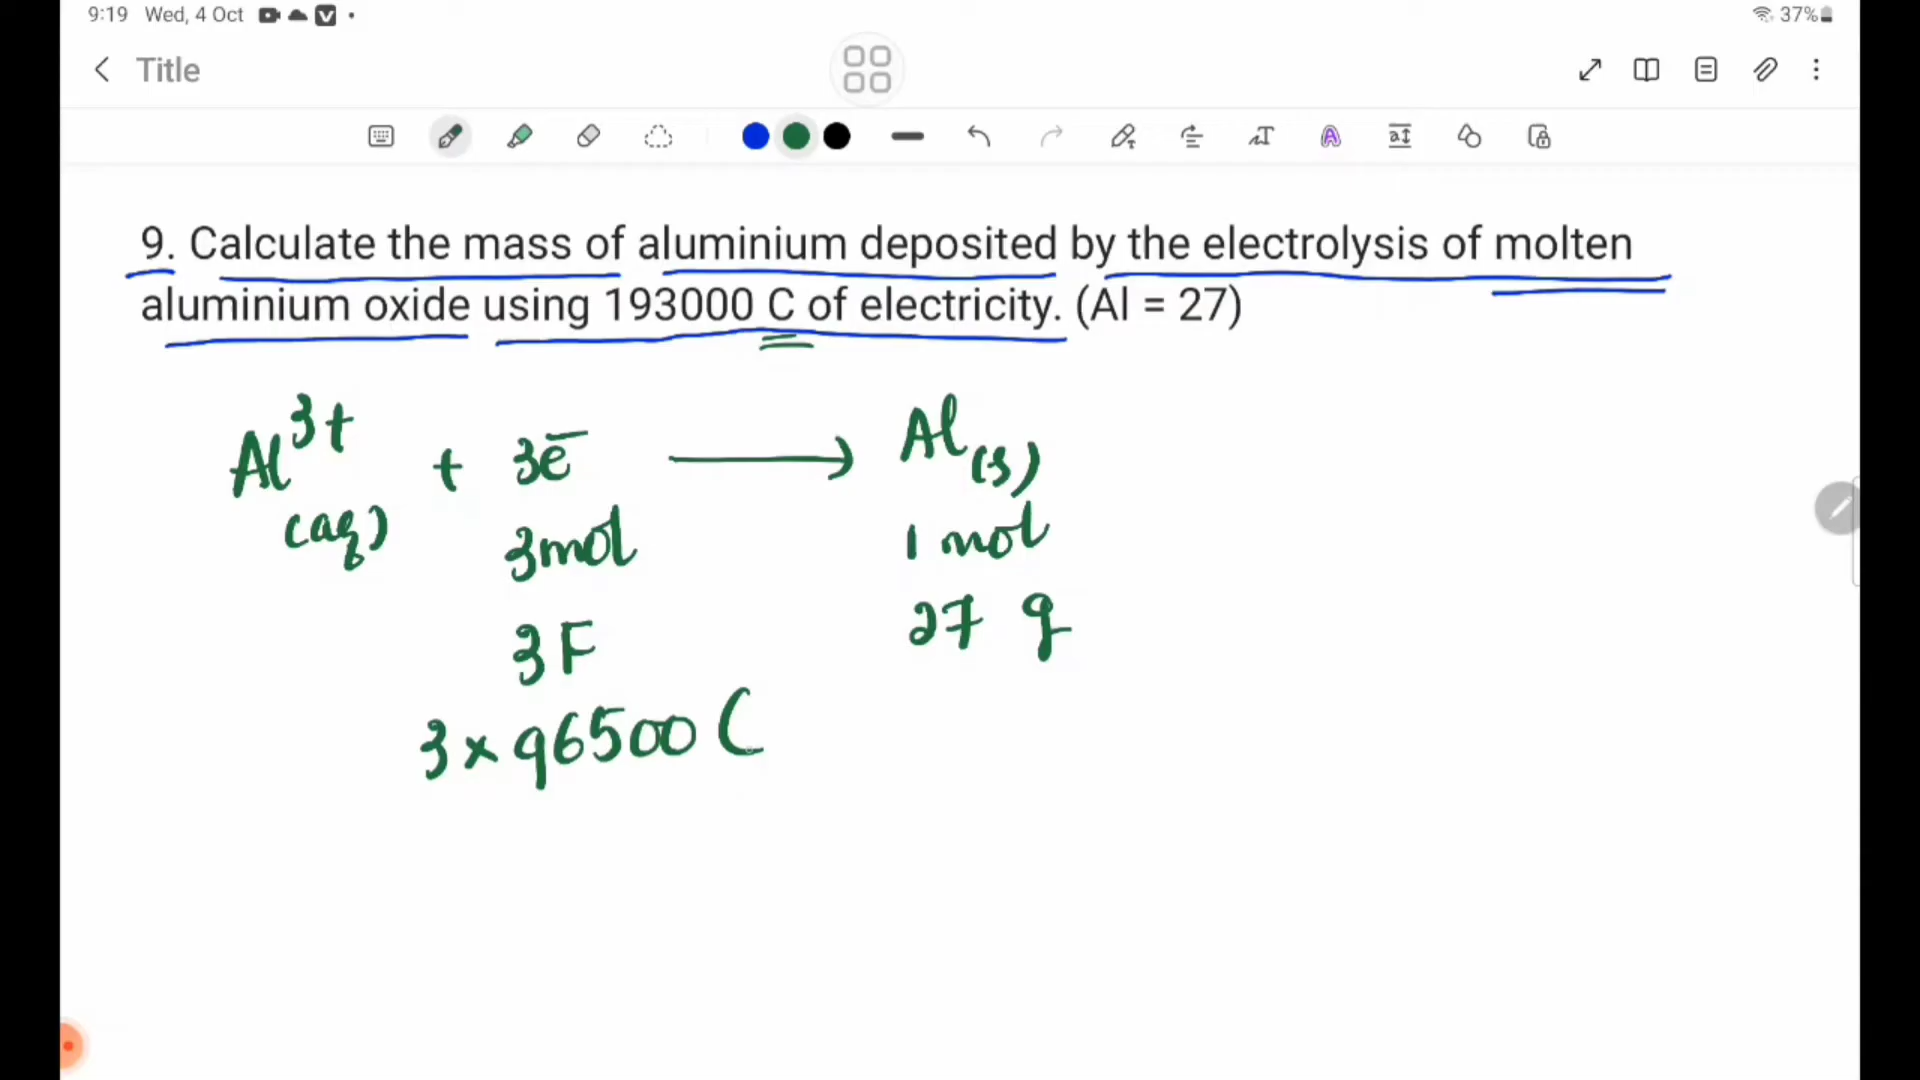 9:19 Wed, 4 Oct
37%
Title
9. Calculate the mass of aluminium deposited by the electrolysis of molten
aluminium oxide using 193000 C of electricity. (Al = 27)
Al³⁺ + 3e⁻ → Al(s)
(aq)
3mol 1 mol
3F 27 g
3×96500 C